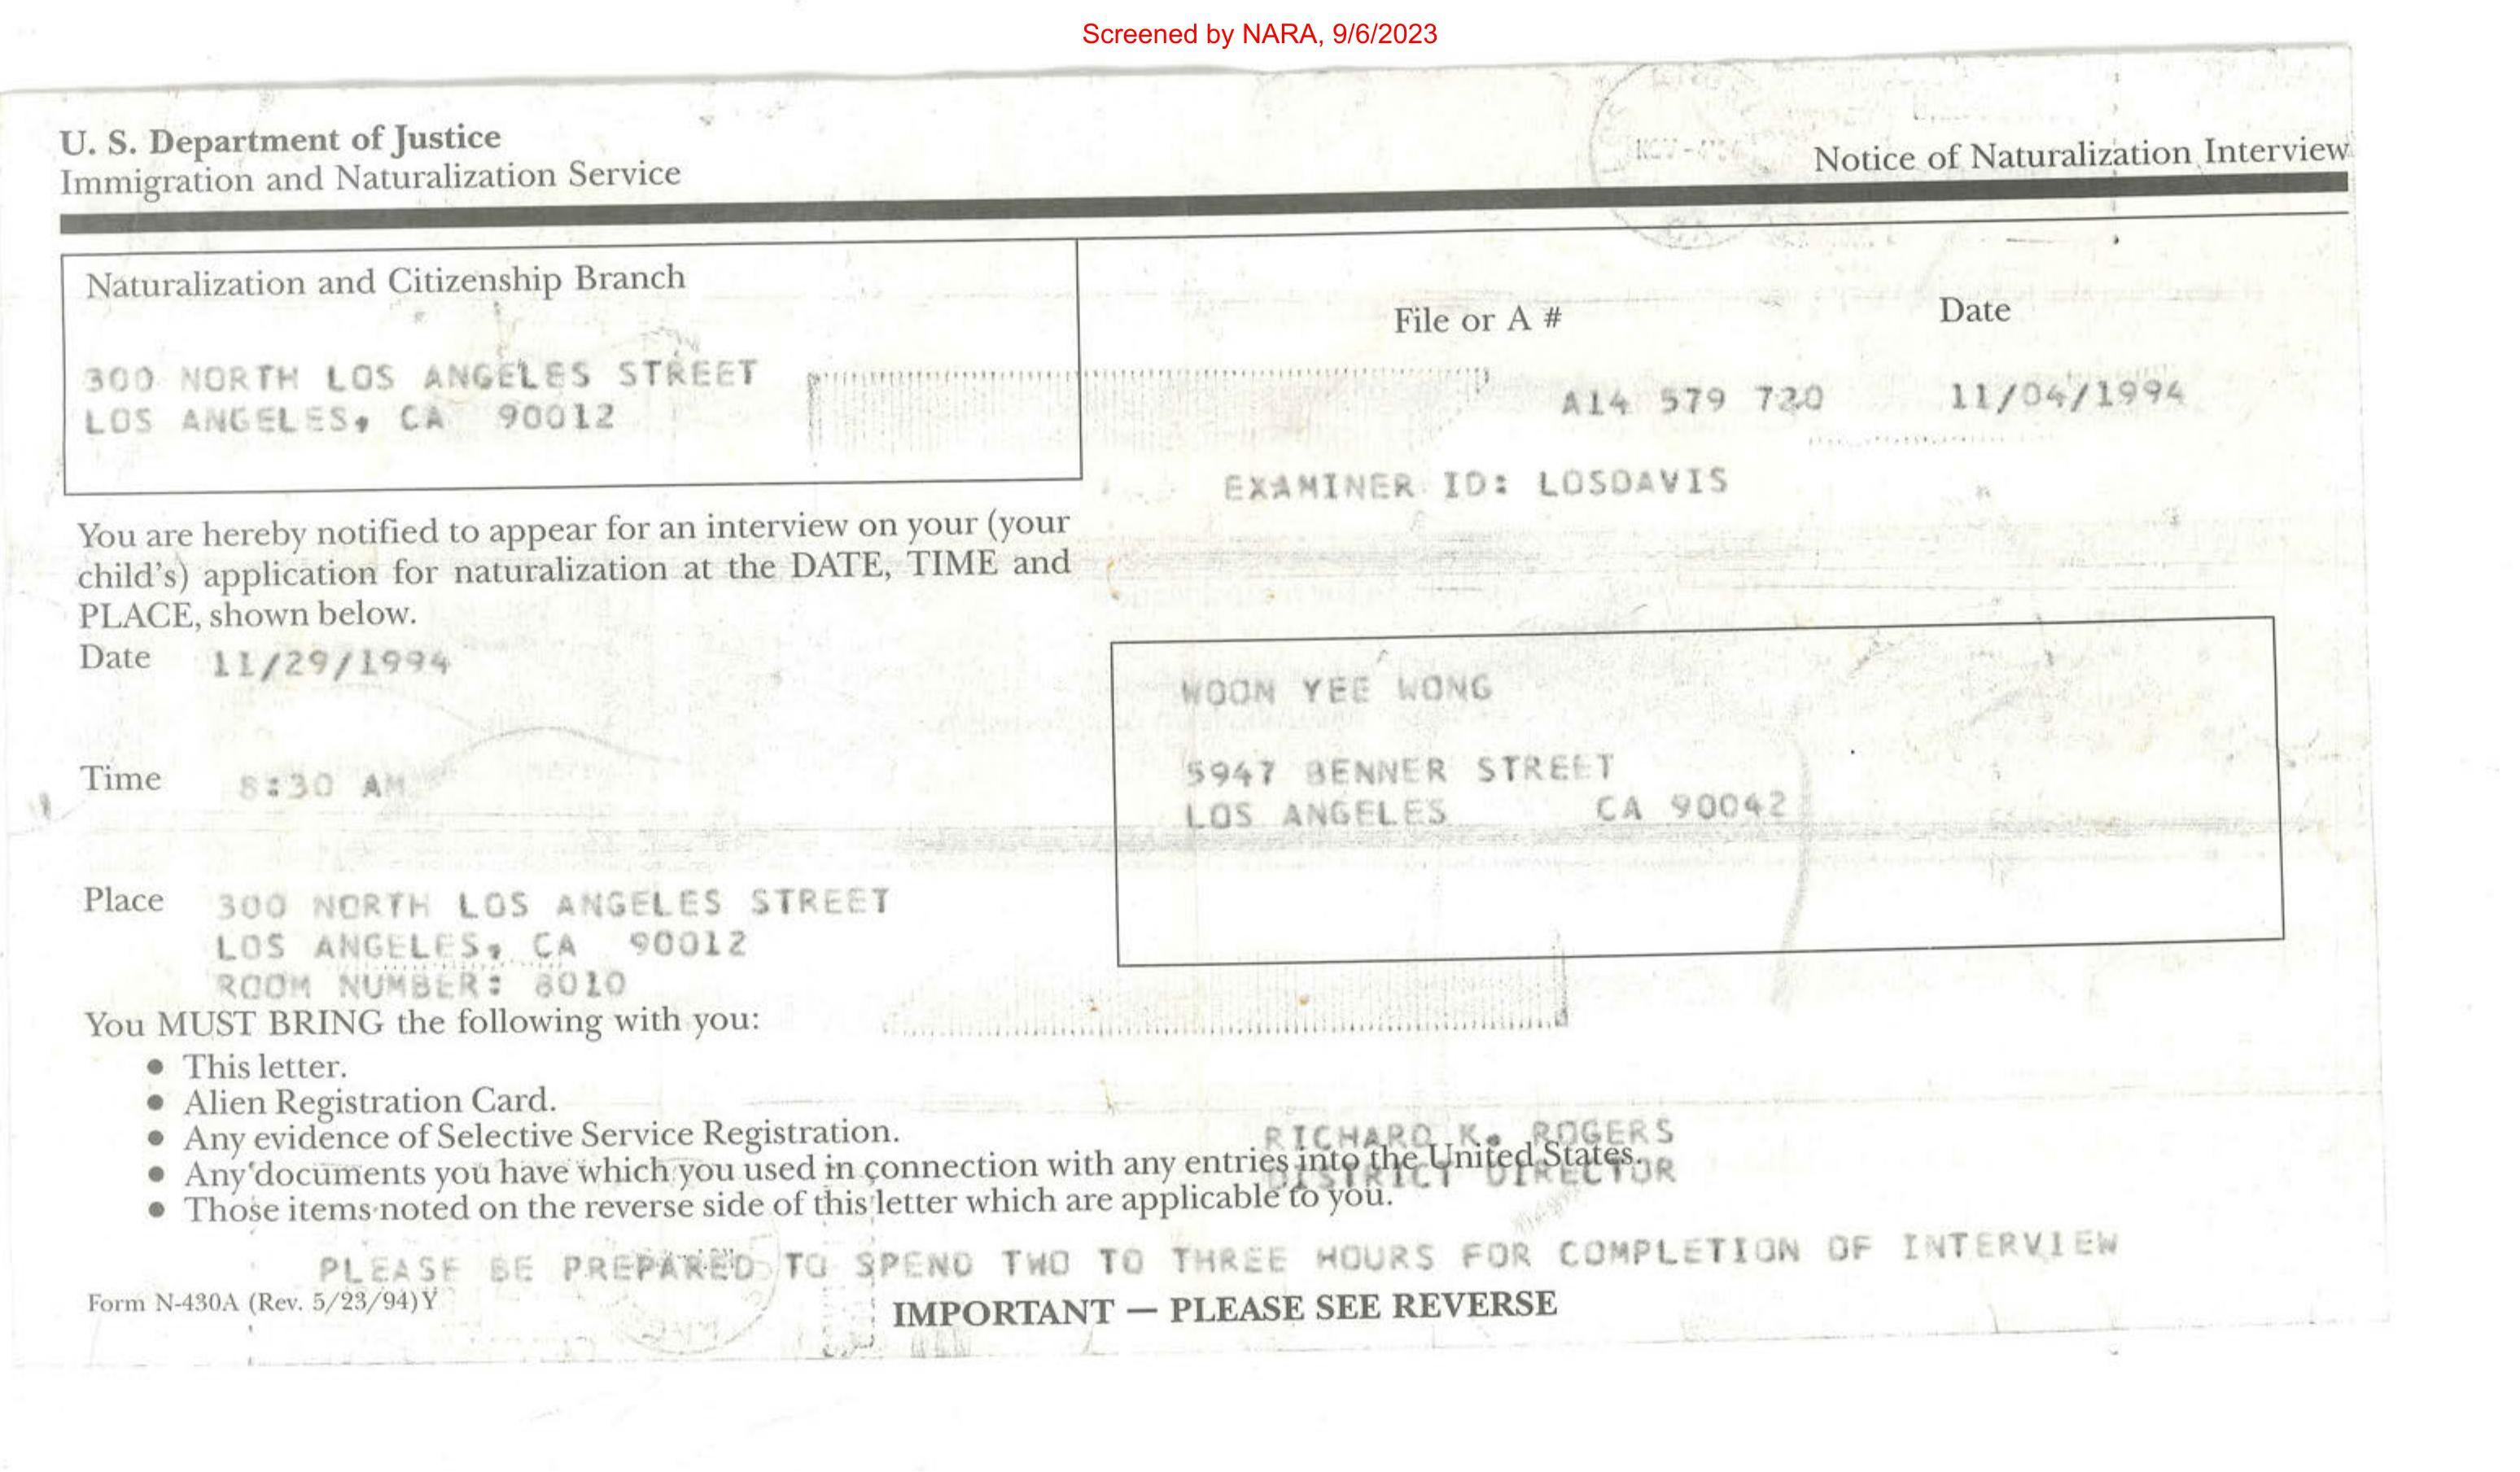 Screened by NARA, 9/6/2023
U. S. Department of Justice
Immigration and Naturalization Service
Notice of Naturalization Interview
Naturalization and Citizenship Branch
300 NORTH LOS ANGELES STREET
LOS ANGELES, CA 90012
File or A #
Date
A14 579 720
11/04/1994
EXAMINER ID: LOSDAVIS
You are hereby notified to appear for an interview on your (your
child's) application for naturalization at the DATE, TIME and
PLACE, shown below.
Date 11/29/1994
WOON YEE WONG
5947 BENNER STREET
LOS ANGELES CA 90042
Time 8:30 AM
Place 300 NORTH LOS ANGELES STREET
LOS ANGELES, CA 90012
ROOM NUMBER: 8010
You MUST BRING the following with you:
● This letter.
● Alien Registration Card.
● Any evidence of Selective Service Registration.
RICHARD K. ROGERS
● Any documents you have which you used in connection with any entries into the United States.
DISTRICT DIRECTOR
● Those items noted on the reverse side of this letter which are applicable to you.
PLEASE BE PREPARED TO SPEND TWO TO THREE HOURS FOR COMPLETION OF INTERVIEW
Form N-430A (Rev. 5/23/94)Y
IMPORTANT — PLEASE SEE REVERSE